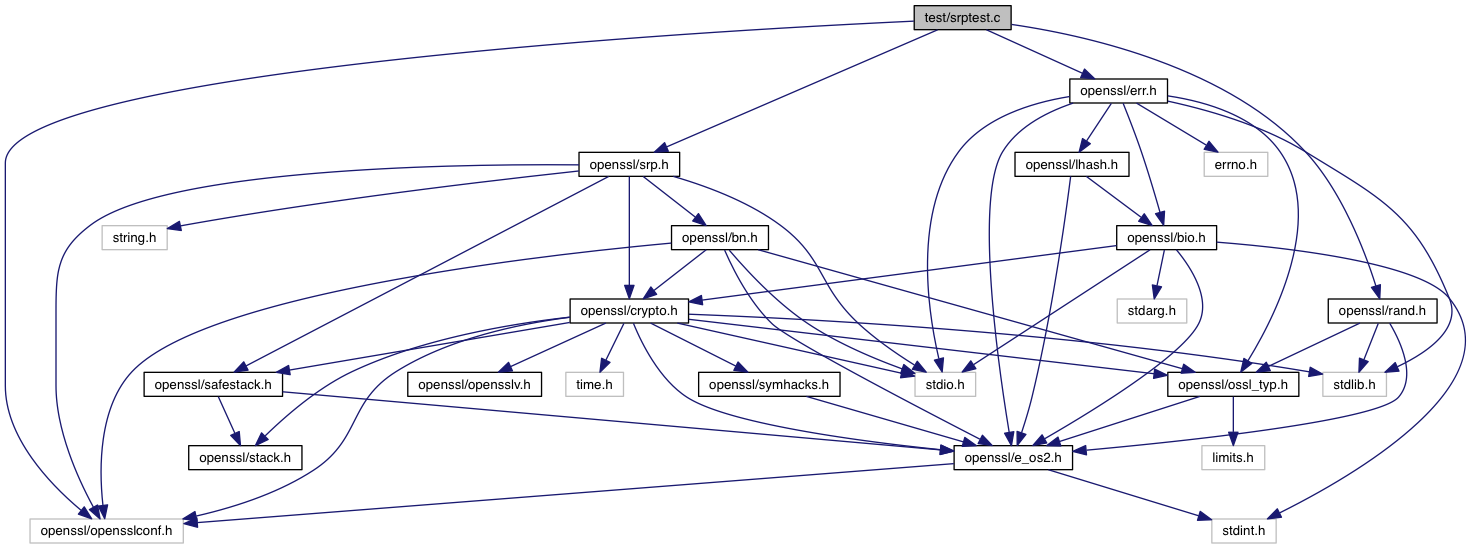 test/srptest.c
openssl/err.h
openssl/srp.h
openssl/lhash.h
errno.h
string.h
openssl/bn.h
openssl/bio.h
openssl/crypto.h
stdarg.h
openssl/rand.h
openssl/safestack.h
openssl/opensslv.h
time.h
openssl/symhacks.h
stdio.h
openssl/ossl_typ.h
stdlib.h
openssl/stack.h
openssl/e_os2.h
limits.h
openssl/opensslconf.h
stdint.h